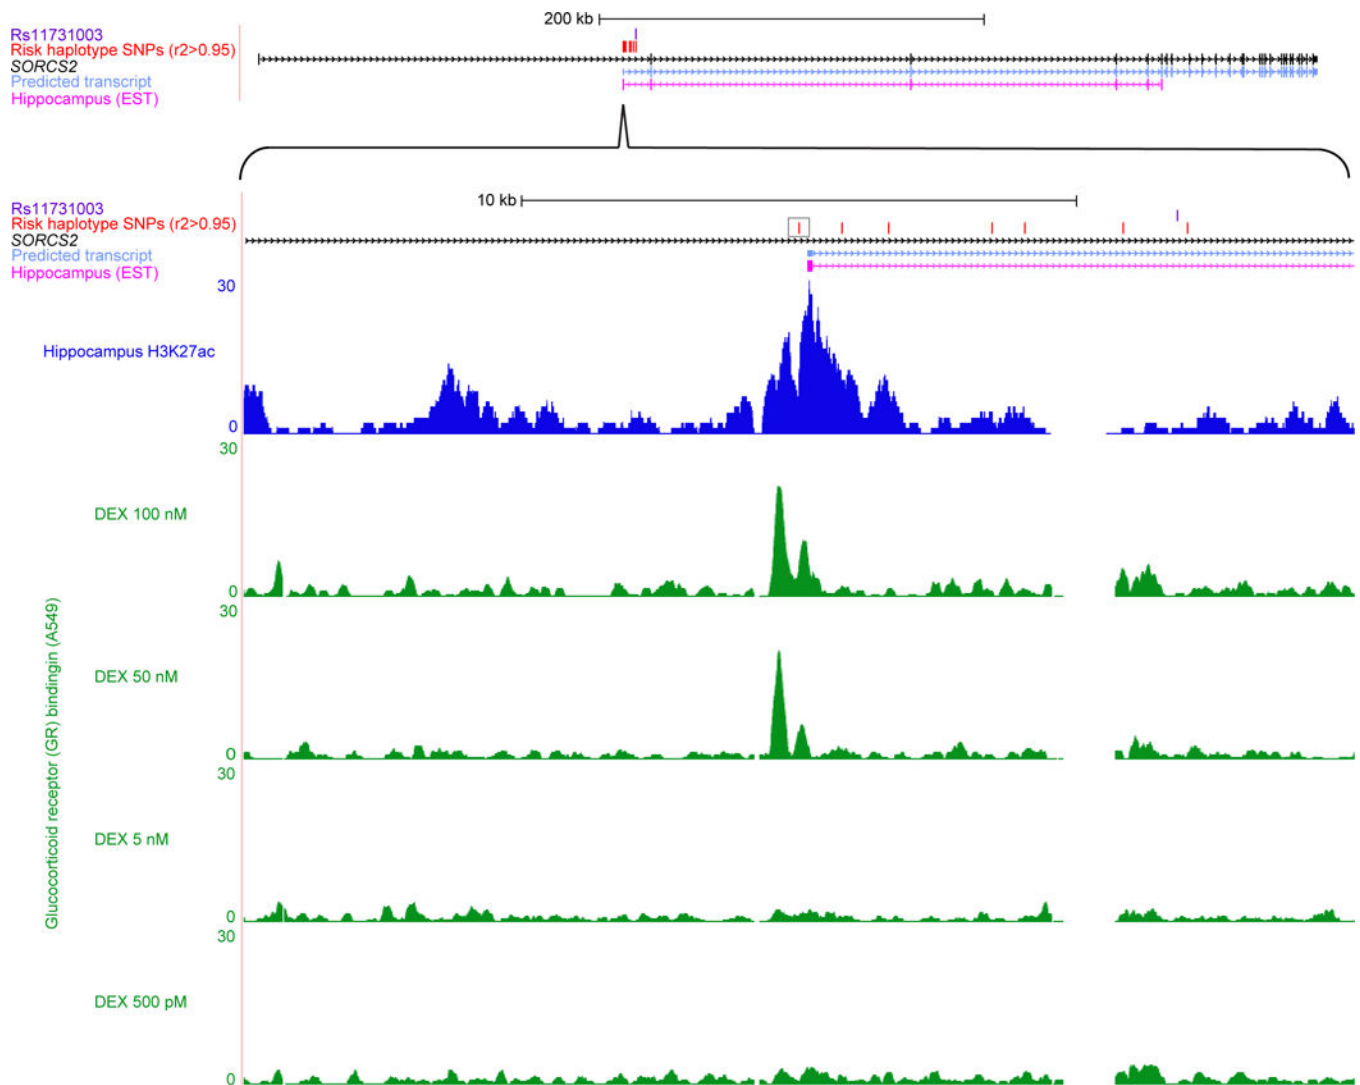 200 kb
Rs11731003
Risk haplotype SNPs (r2>0.95)
SORCS2
Predicted transcript
Hippocampus (EST)
10 kb
Rs11731003
Risk haplotype SNPs (r2>0.95)
SORCS2
Predicted transcript
Hippocampus (EST)
30
Hippocampus H3K27ac
0
30
DEX 100 nM
0
30
DEX 50 nM
0
30
DEX 5 nM
0
30
DEX 500 pM
0
Glucocorticoid receptor (GR) bindingin (A549)